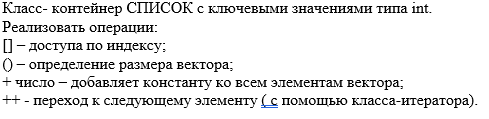 Класс- контейнер СПИСОК с ключевыми значениями типа int.
Реализовать операции:
[] – доступа по индексу;
() – определение размера вектора;
+ число – добавляет константу ко всем элементам вектора;
++ - переход к следующему элементу ( с помощью класса-итератора).